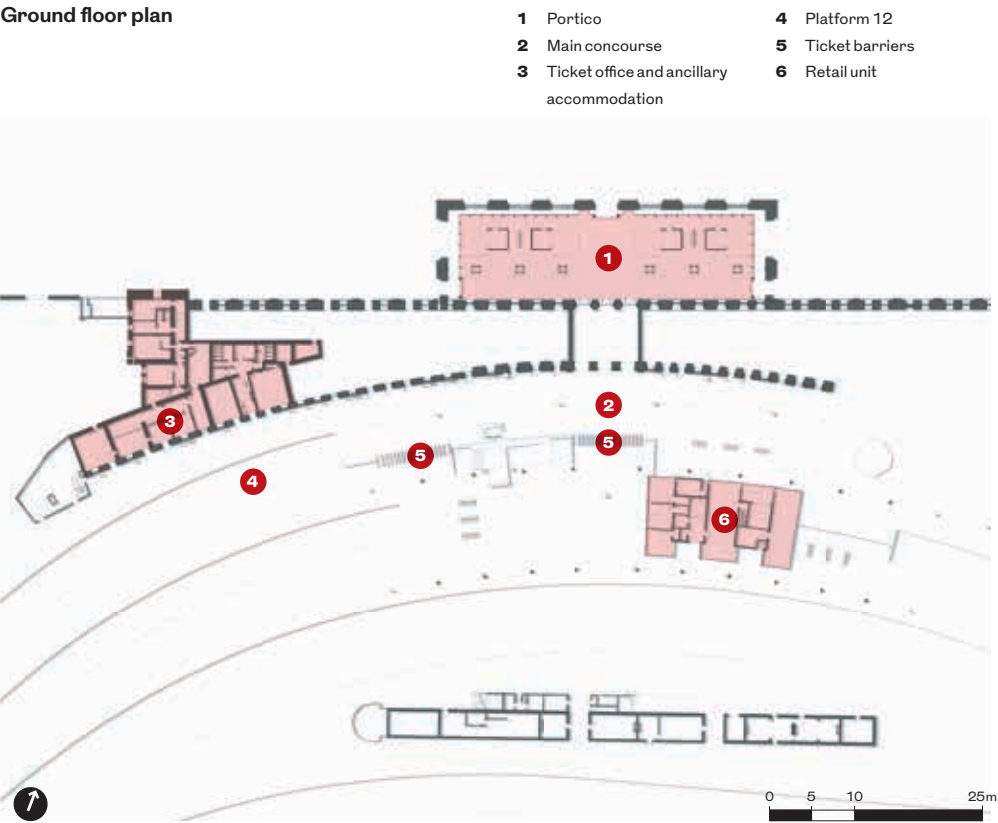 Ground floor plan
1 Portico
2 Main concourse
3 Ticket office and ancillary
accommodation
4 Platform 12
5 Ticket barriers
6 Retail unit
1
2
5
3
5
4
6
0 5 10 25m